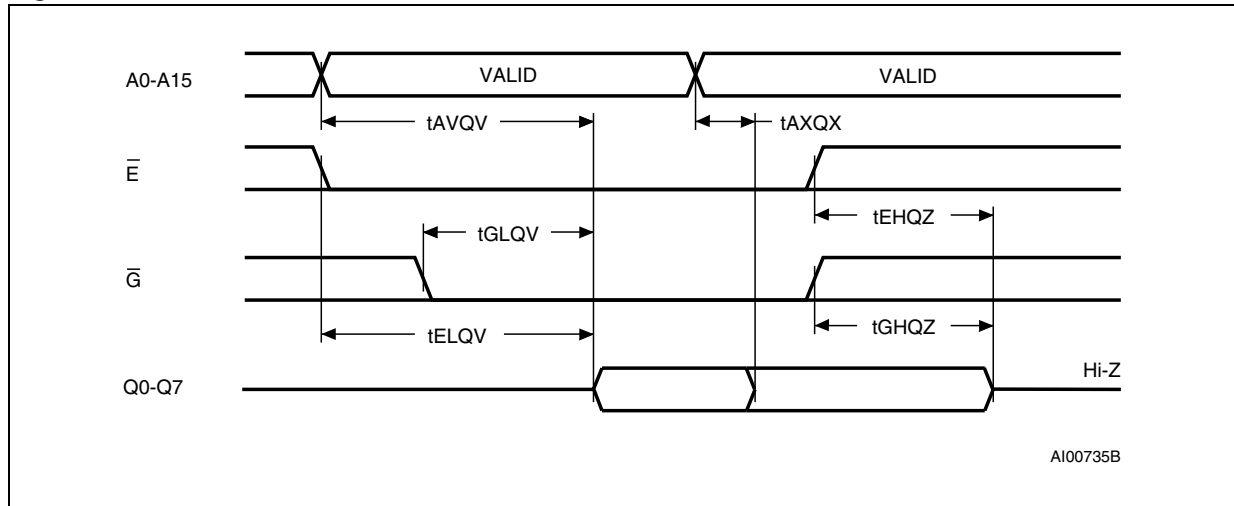 A0-A15
VALID
VALID
tAVQV
tAXQX
E̅
tEHQZ
tGLQV
G̅
tELQV
tGHQZ
Q0-Q7
Hi-Z
AI00735B